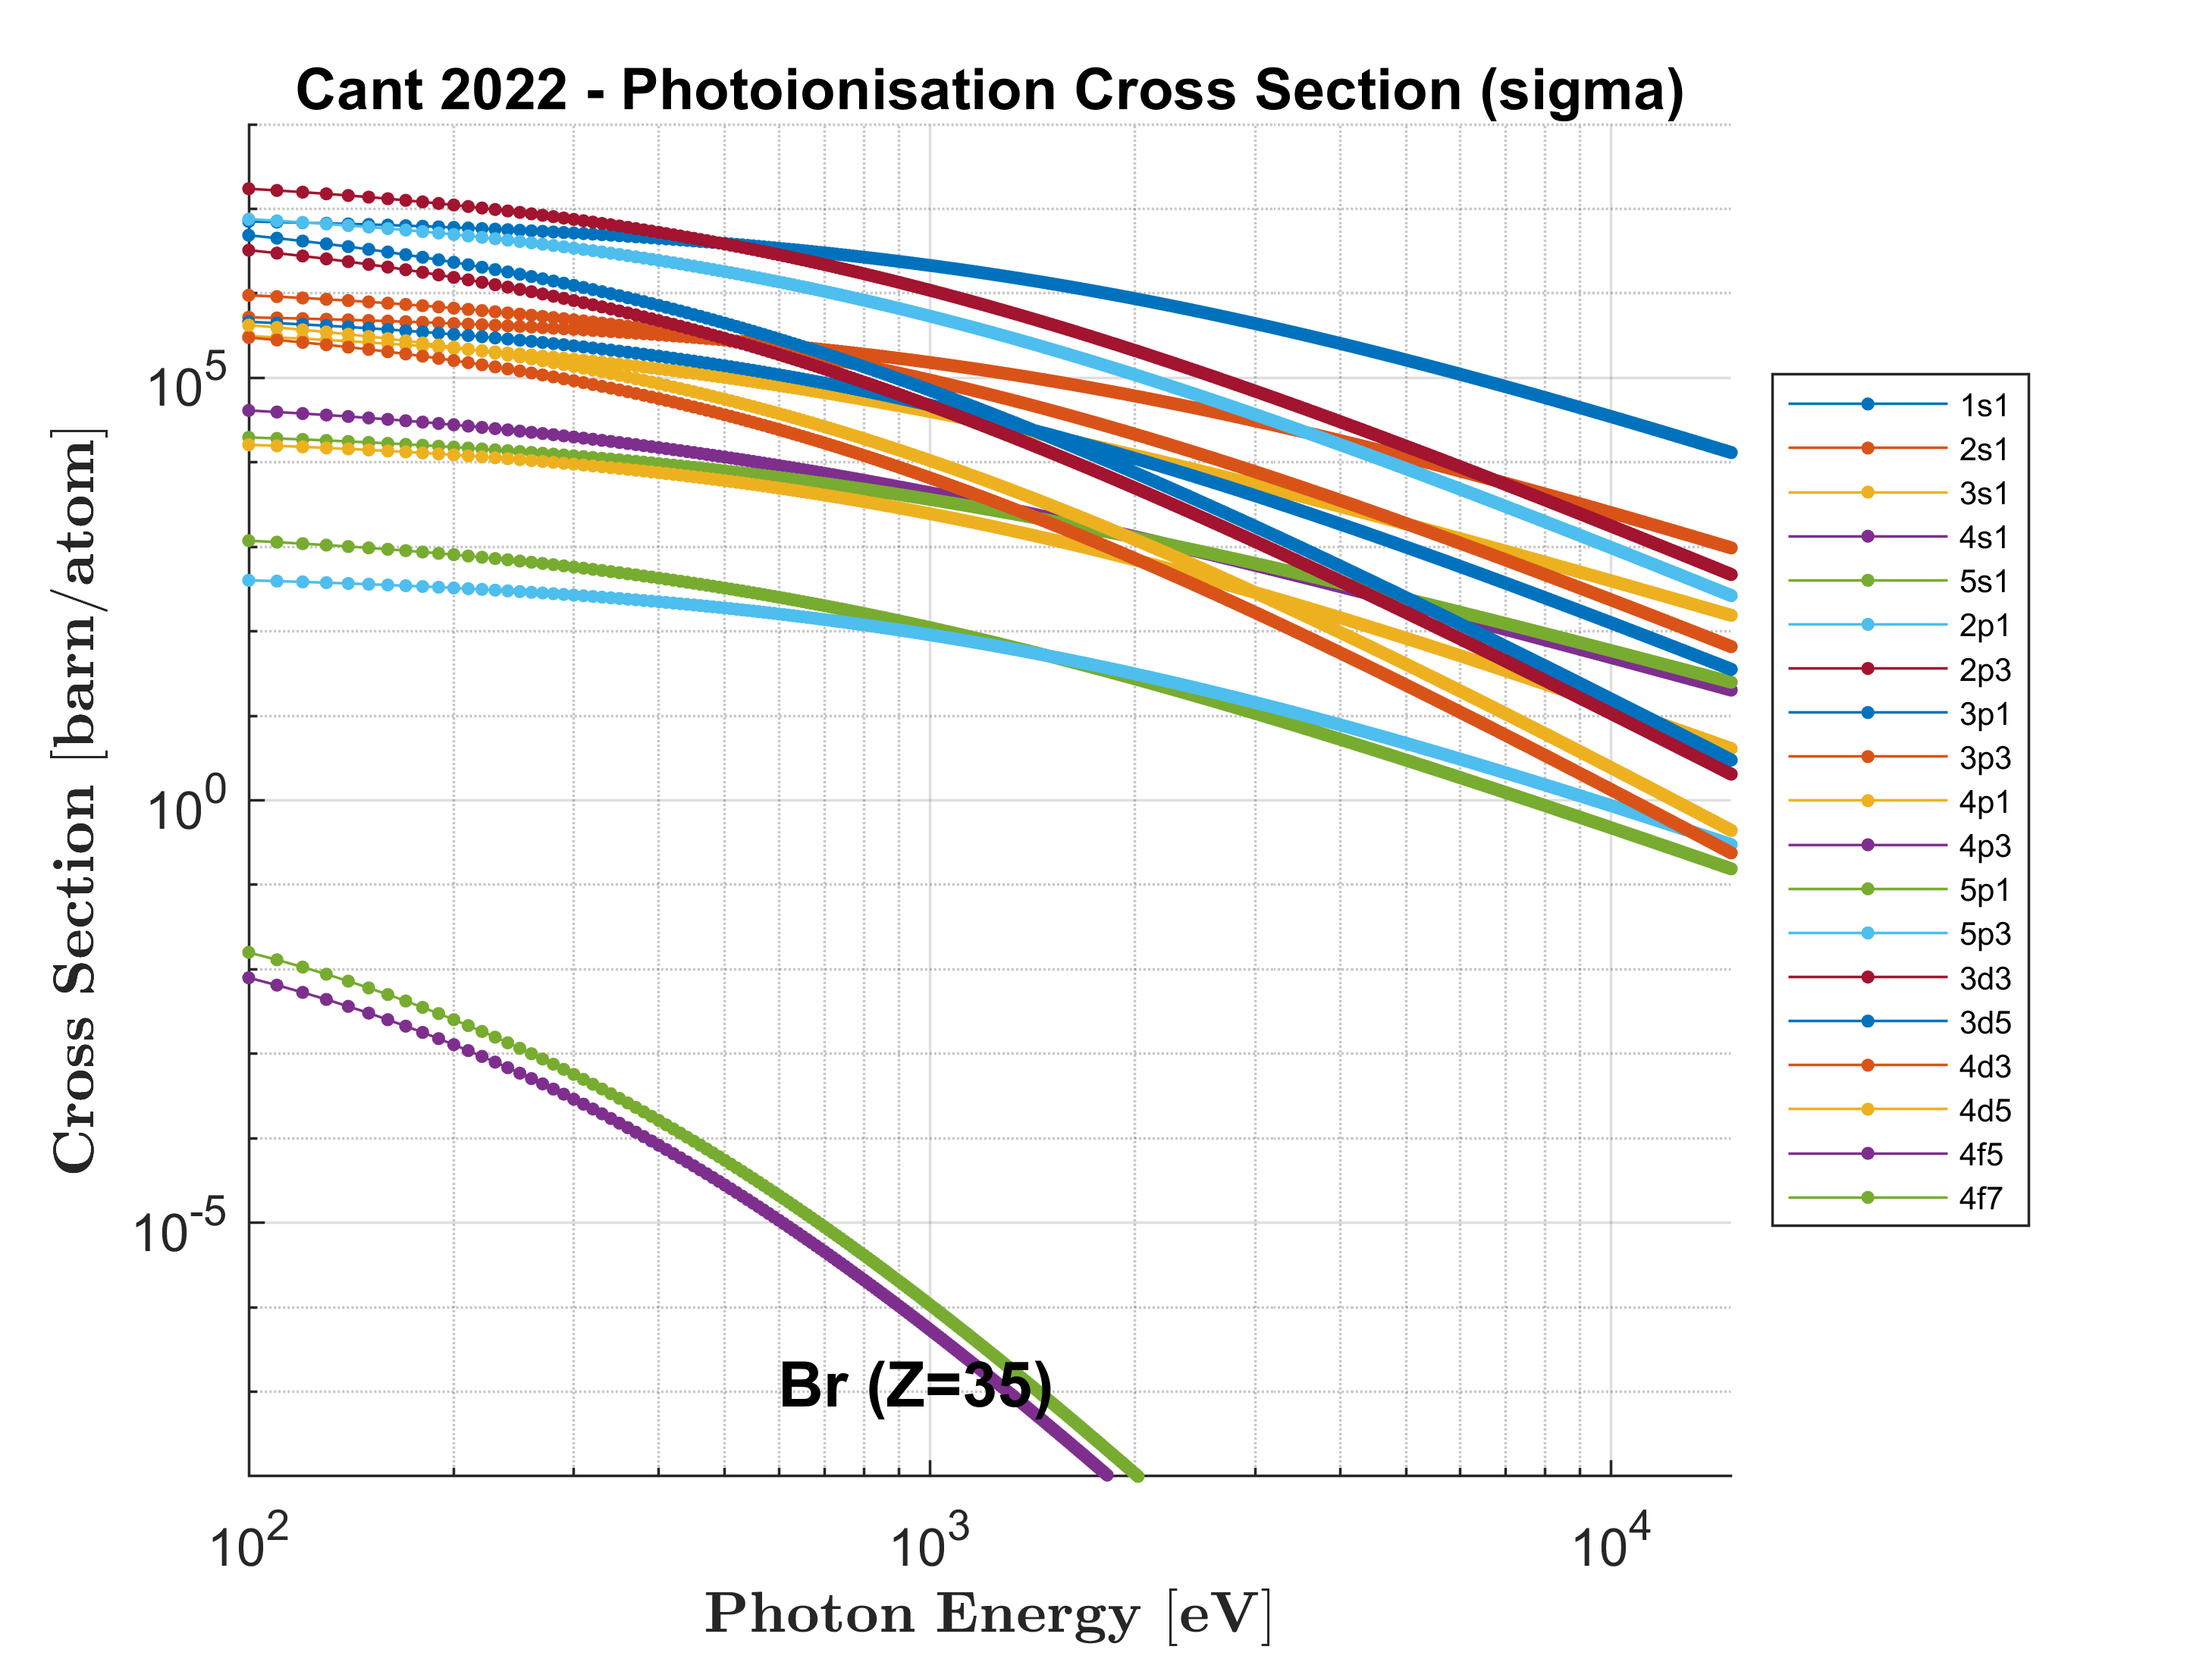 Cant 2022 - Photoionisation Cross Section (sigma)
Cross Section [barn/atom]
10^5
10^0
10^-5
Br (Z=35)
10^2
10^3
10^4
Photon Energy [eV]
1s1
2s1
3s1
4s1
5s1
2p1
2p3
3p1
3p3
4p1
4p3
5p1
5p3
3d3
3d5
4d3
4d5
4f5
4f7